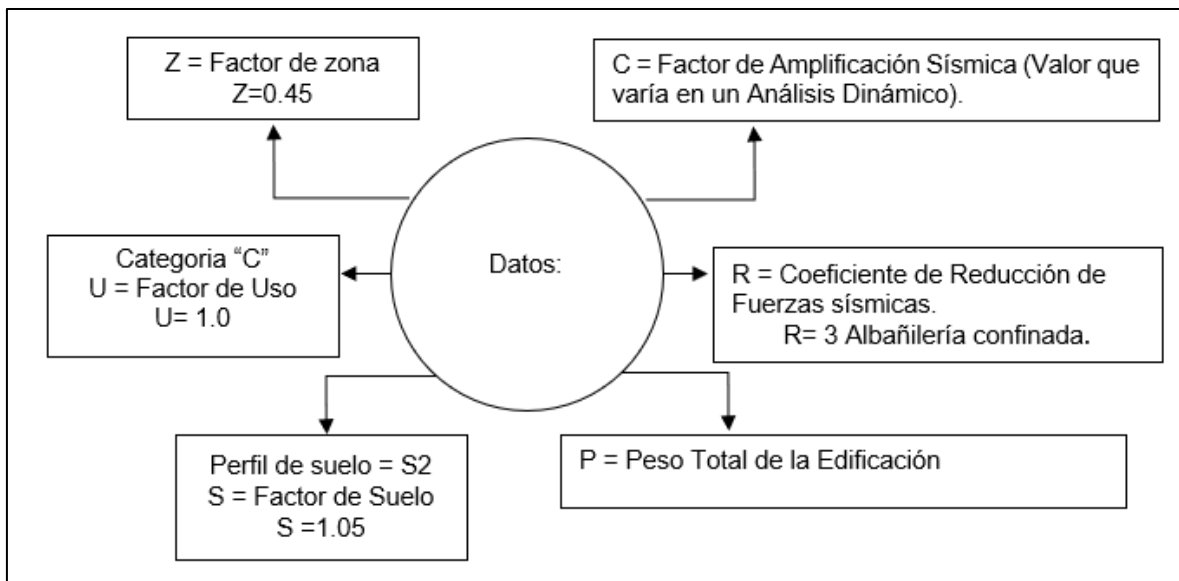 Z = Factor de zona
Z=0.45
C = Factor de Amplificación Sísmica (Valor que
varía en un Análisis Dinámico).
Categoria “C”
U = Factor de Uso
U= 1.0
Datos:
R = Coeficiente de Reducción de
Fuerzas sísmicas.
R= 3 Albañilería confinada.
Perfil de suelo = S2
S = Factor de Suelo
S =1.05
P = Peso Total de la Edificación